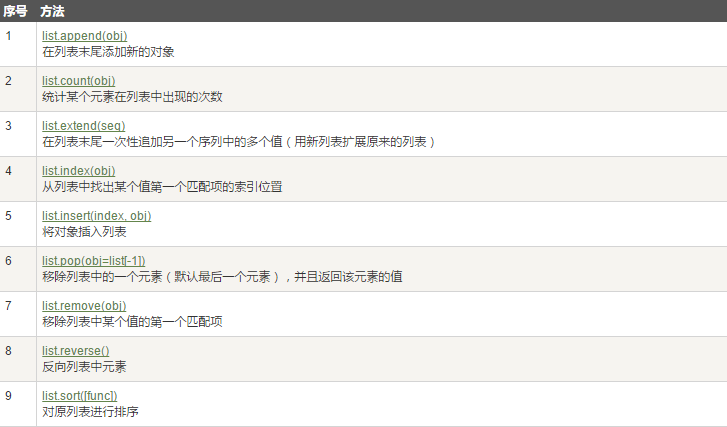 序号 方法
1 list.append(obj)
在列表末尾添加新的对象
2 list.count(obj)
统计某个元素在列表中出现的次数
3 list.extend(seq)
在列表末尾一次性追加另一个序列中的多个值（用新列表扩展原来的列表）
4 list.index(obj)
从列表中找出某个值第一个匹配项的索引位置
5 list.insert(index, obj)
将对象插入列表
6 list.pop(obj=list[-1])
移除列表中的一个元素（默认最后一个元素），并且返回该元素的值
7 list.remove(obj)
移除列表中某个值的第一个匹配项
8 list.reverse()
反向列表中元素
9 list.sort([func])
对原列表进行排序